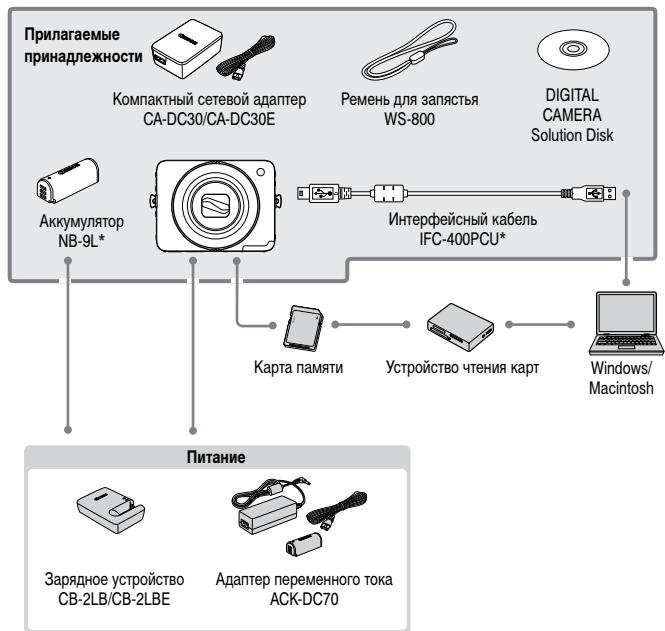 Прилагаемые
принадлежности
Компактный сетевой адаптер
CA-DC30/CA-DC30E
Ремень для запястья
WS-800
DIGITAL
CAMERA
Solution Disk
Аккумулятор
NB-9L*
Интерфейсный кабель
IFC-400PCU*
Карта памяти
Устройство чтения карт
Windows/
Macintosh
Питание
Зарядное устройство
CB-2LB/CB-2LBE
Адаптер переменного тока
ACK-DC70